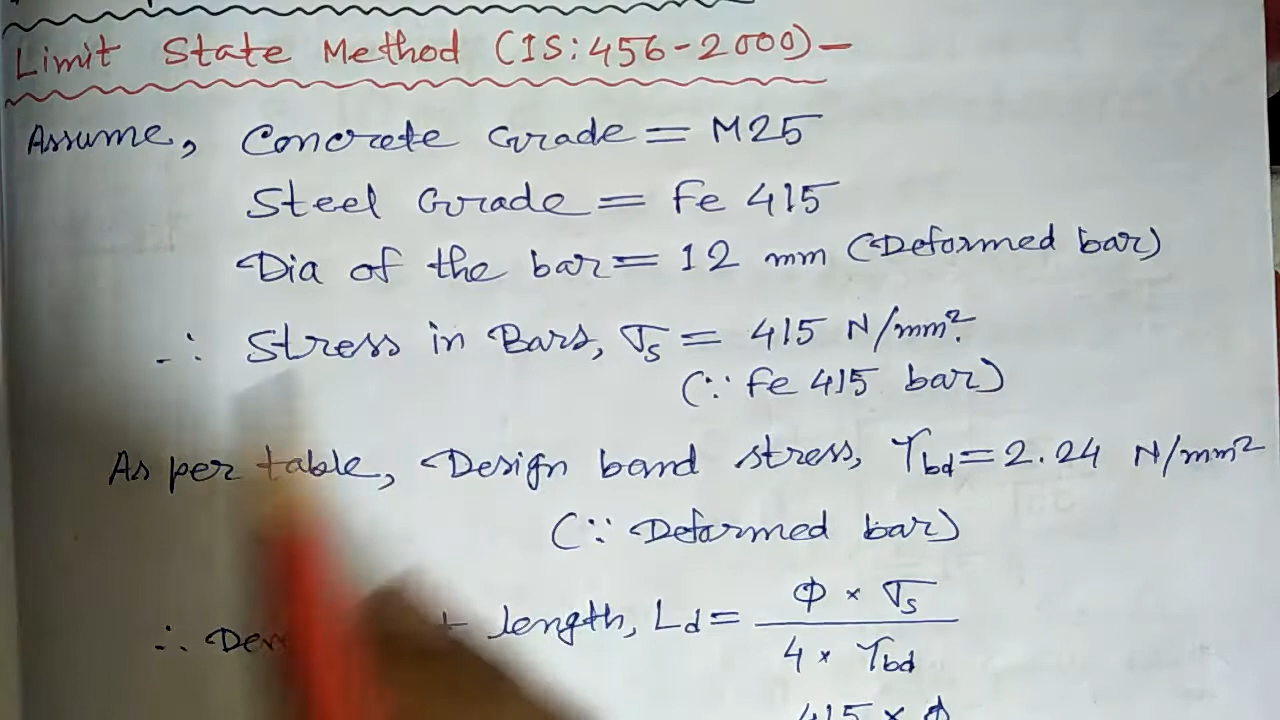 Limit State Method (IS:456-2000)-
Assume, Concrete Grade = M25
Steel Grade = Fe 415
Dia of the bar = 12 mm (Deformed bar)
∴ Stress in Bars, σs = 415 N/mm².
(∵ Fe 415 bar)
As per table, Design bond stress, τbd = 2.24 N/mm²
(∵ Deformed bar)
∴ length, Ld = ϕ × σs / 4 × τbd
415 × ϕ